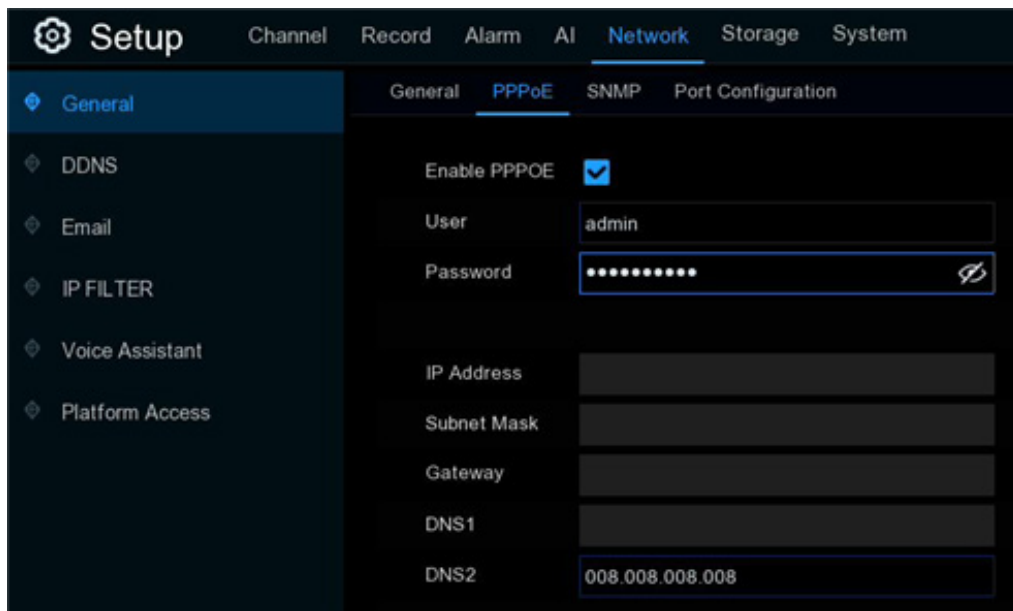 Setup Channel Record Alarm AI Network Storage System
General PPPoE SNMP Port Configuration
General
DDNS
Email
IP FILTER
Voice Assistant
Platform Access
Enable PPPOE
User admin
Password ••••••••••
IP Address
Subnet Mask
Gateway
DNS1
DNS2 008.008.008.008